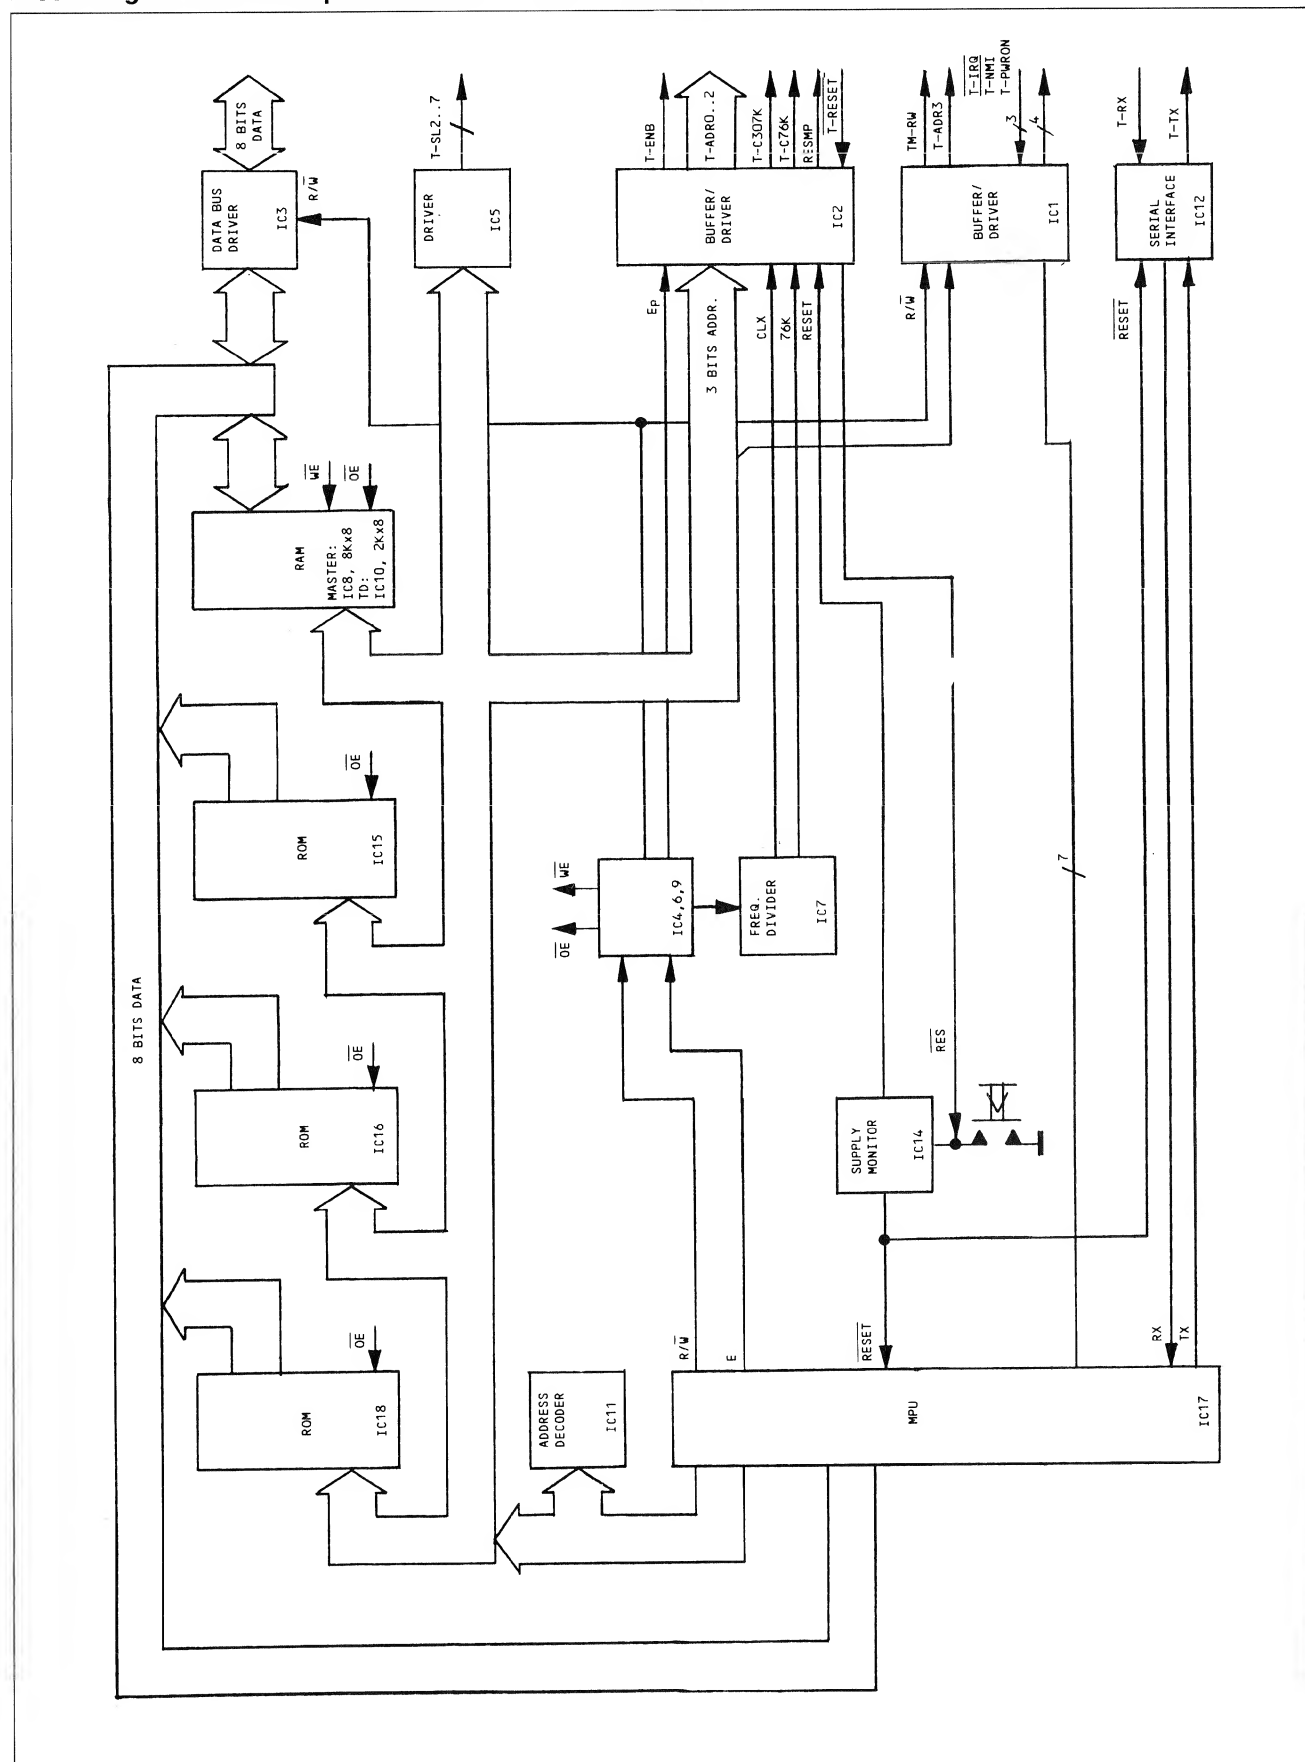 8 BITS
DATA
T-SL2..7
T-ENB
T-ADR0..2
T-C307K
T-C76K
RESMP
T-RESET
TM-RW
T-ADR3
T-IRQ
T-NMI
T-PWRON
3
4
T-RX
T-TX
DATA BUS
DRIVER
IC3
R/W
DRIVER
IC5
BUFFER/
DRIVER
IC2
BUFFER/
DRIVER
IC1
SERIAL
INTERFACE
IC12
Ep
3 BITS ADDR.
CLX
76K
RESET
R/W
RESET
WE
OE
RAM
MASTER:
IC8, 8Kx8
TD:
IC10, 2Kx8
OE
ROM
IC15
WE
OE
IC4,6,9
FREQ.
DIVIDER
IC7
7
8 BITS DATA
OE
ROM
IC16
RES
SUPPLY
MONITOR
IC14
OE
ROM
IC18
R/W
E
RESET
RX
TX
ADDRESS
DECODER
IC11
MPU
IC17